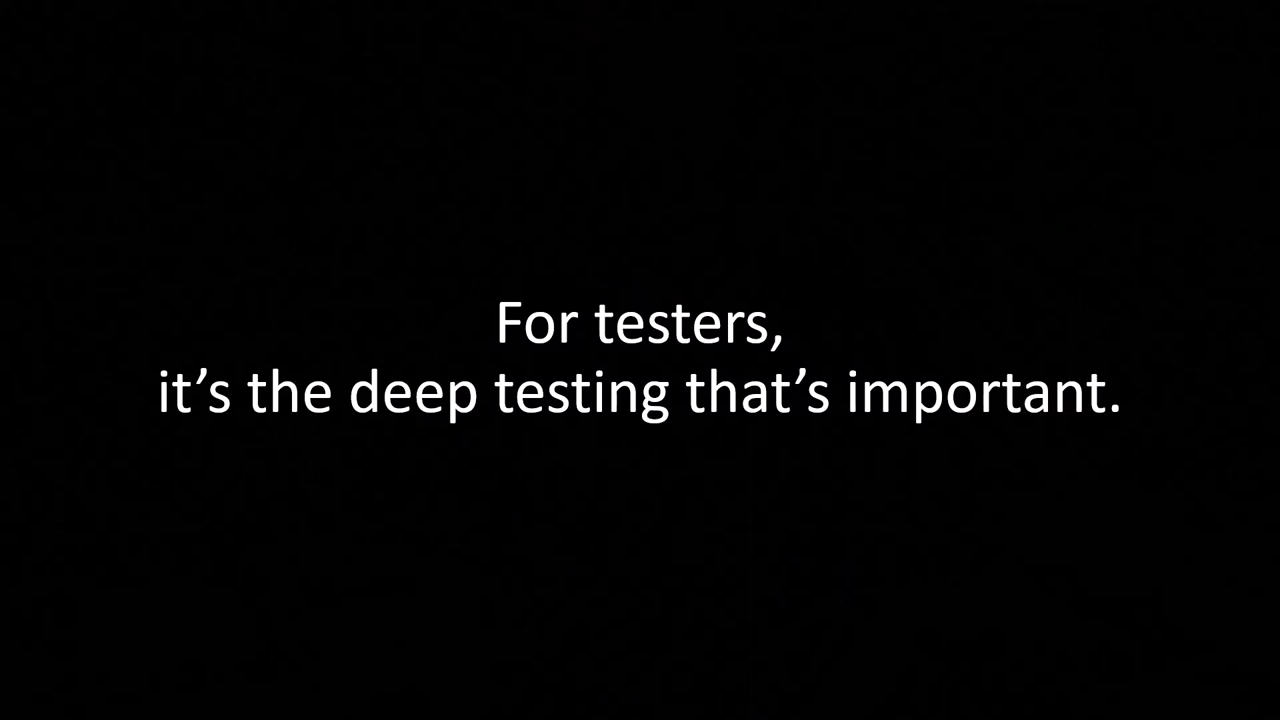 For testers,
it’s the deep testing that’s important.